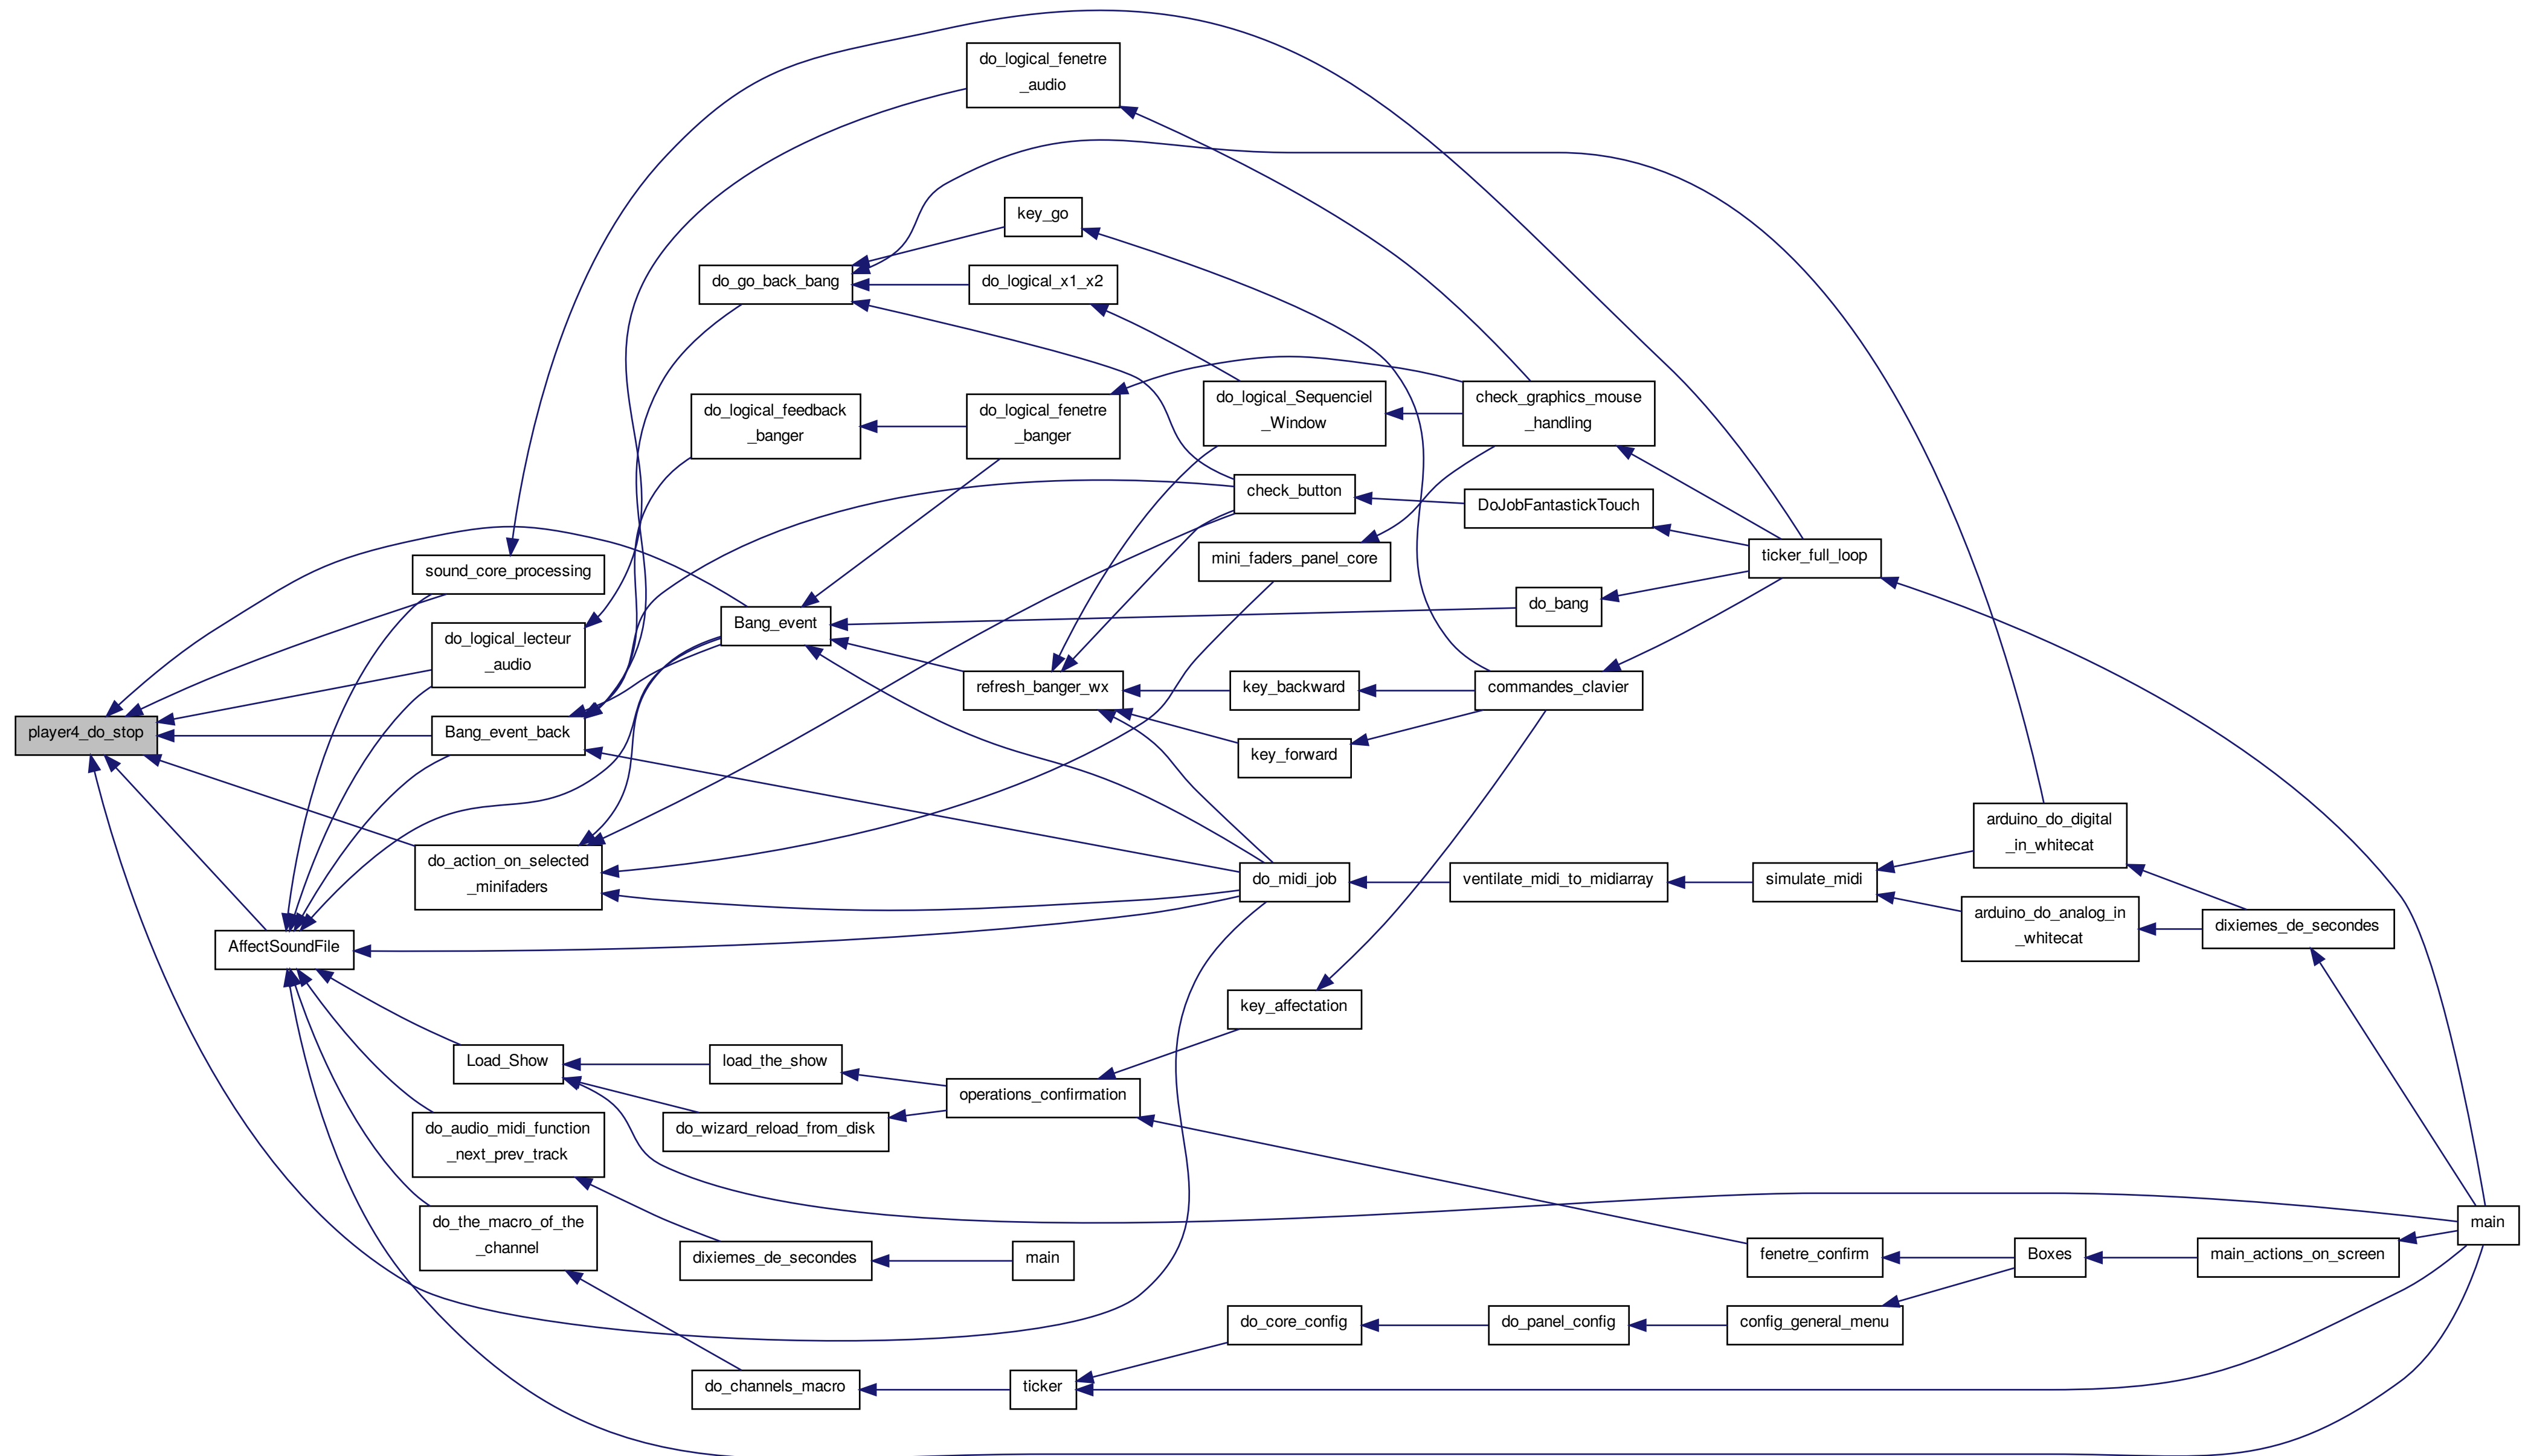 do_logical_fenetre
_audio
key_go
do_go_back_bang
do_logical_x1_x2
do_logical_feedback
_banger
do_logical_fenetre
_banger
do_logical_Sequenciel
_Window
check_graphics_mouse
_handling
check_button
DoJobFantastickTouch
sound_core_processing
mini_faders_panel_core
ticker_full_loop
do_logical_lecteur
_audio
Bang_event
do_bang
player4_do_stop
Bang_event_back
refresh_banger_wx
key_backward
commandes_clavier
key_forward
do_action_on_selected
_minifaders
do_midi_job
ventilate_midi_to_midiarray
simulate_midi
arduino_do_digital
_in_whitecat
arduino_do_analog_in
_whitecat
dixiemes_de_secondes
AffectSoundFile
key_affectation
Load_Show
load_the_show
operations_confirmation
do_wizard_reload_from_disk
do_audio_midi_function
_next_prev_track
do_the_macro_of_the
_channel
dixiemes_de_secondes
main
fenetre_confirm
Boxes
main_actions_on_screen
main
do_core_config
do_panel_config
config_general_menu
do_channels_macro
ticker